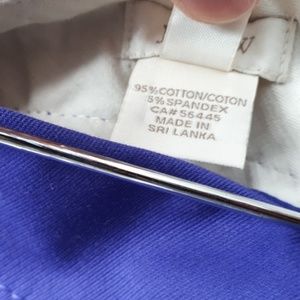 95% COTTON/COTON
5% SPANDEX
CA# 56445
MADE IN
SRI LANKA